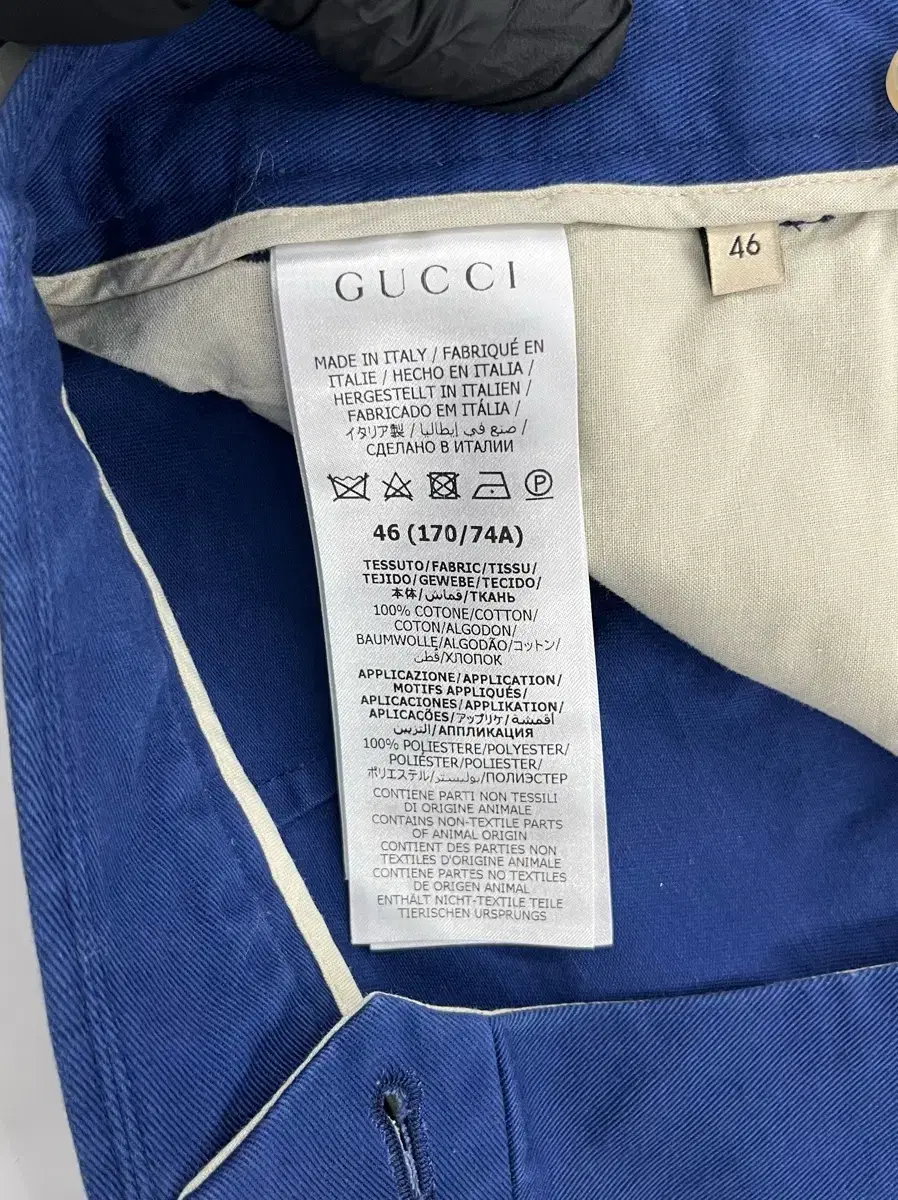 GUCCI
46
MADE IN ITALY / FABRIQUÉ EN
ITALIE / HECHO EN ITALIA /
HERGESTELLT IN ITALIEN /
FABRICADO EM ITÁLIA /
イタリア製 / صنع في إيطاليا /
СДЕЛАНО В ИТАЛИИ
P
46 (170/74A)
TESSUTO/FABRIC/TISSU/
TEJIDO/GEWEBE/TECIDO/
本体/قماش/ТКАНЬ
100% COTONE/COTTON/
COTON/ALGODON/
BAUMWOLLE/ALGODÃO/コットン/
قطن/ХЛОПОК
APPLICAZIONE/APPLICATION/
MOTIFS APPLIQUÉS/
APLICACIONES/APPLIKATION/
APLICAÇÕES/アップリケ/أقمشة
التزيين/АППЛИКАЦИЯ
100% POLIESTERE/POLYESTER/
POLIÉSTER/POLIESTER/
ポリエステル/بوليستر/ПОЛИЭСТЕР
CONTIENE PARTI NON TESSILI
DI ORIGINE ANIMALE
CONTAINS NON-TEXTILE PARTS
OF ANIMAL ORIGIN
CONTIENT DES PARTIES NON
TEXTILES D'ORIGINE ANIMALE
CONTIENE PARTES NO TEXTILES
DE ORIGEN ANIMAL
ENTHÄLT NICHT-TEXTILE TEILE
TIERISCHEN URSPRUNGS